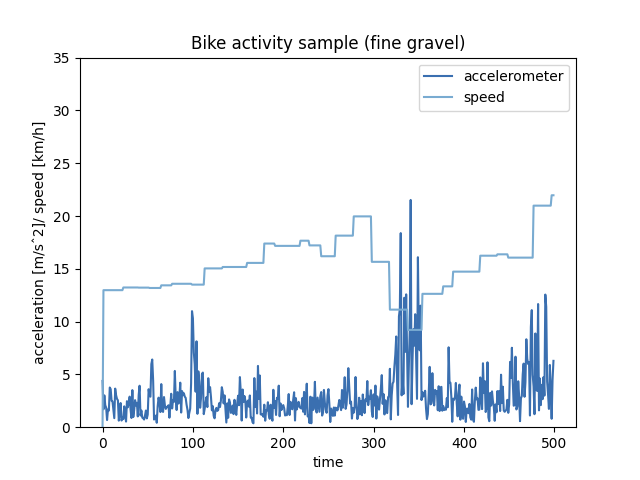 Bike activity sample (fine gravel)
accelerometer
speed
acceleration [m/sˆ2]/ speed [km/h]
35
30
25
20
15
10
5
0
0 100 200 300 400 500
time